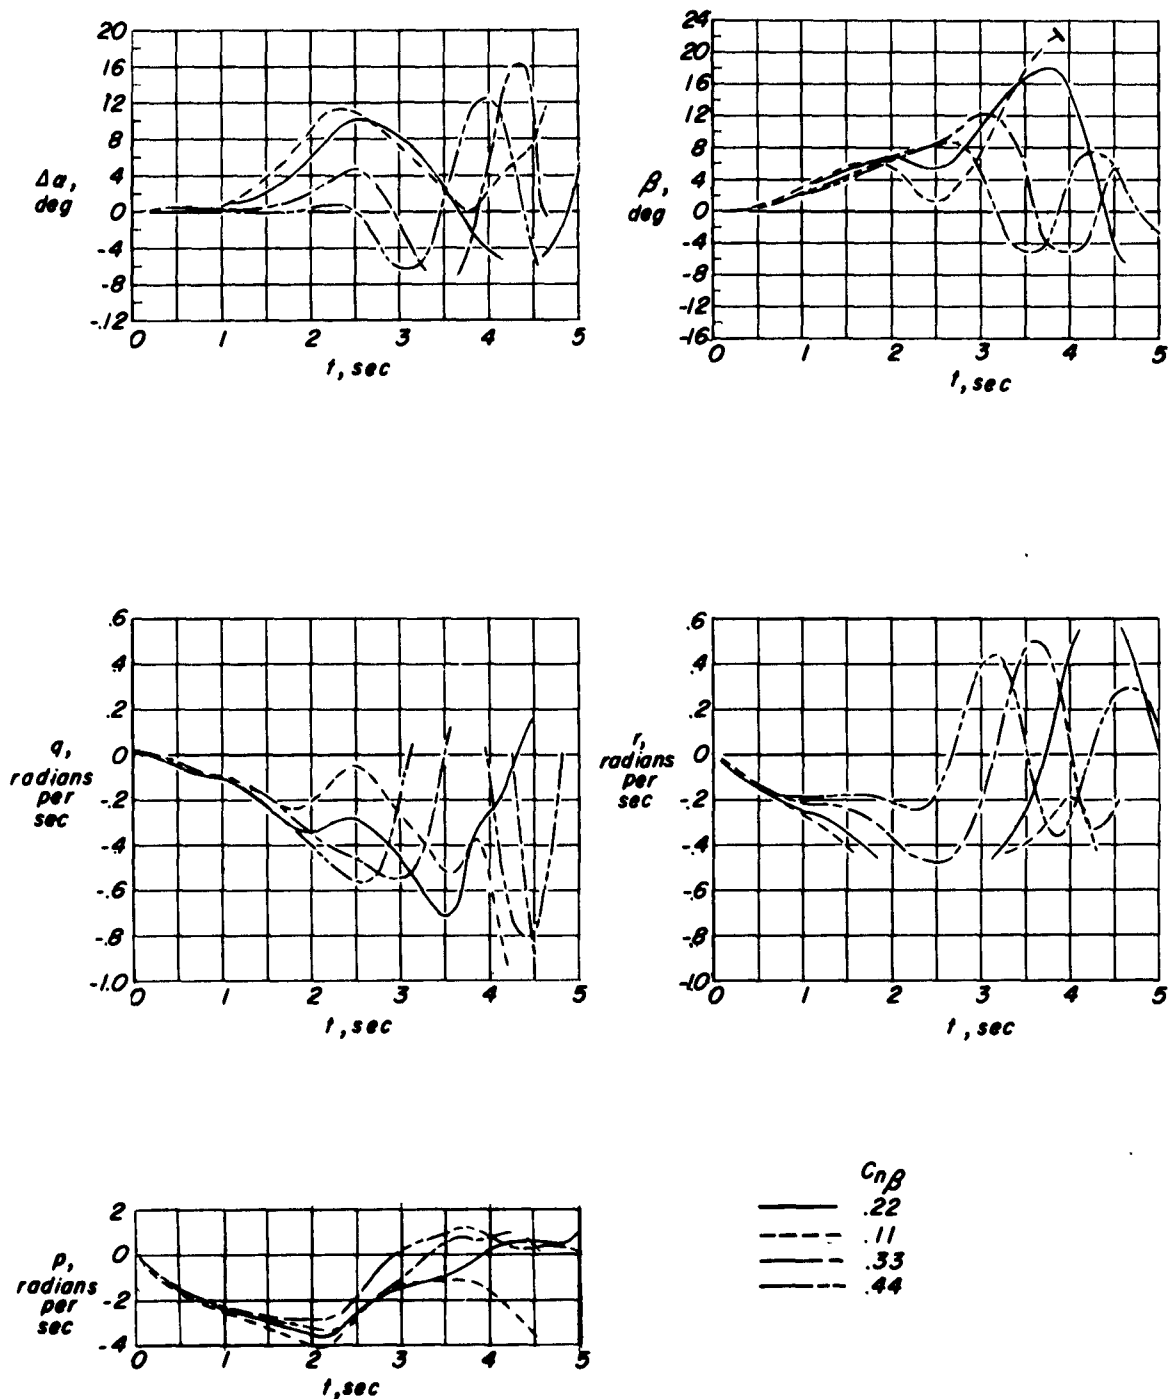 20
16
12
8
4
0
-4
-8
-.12
Δα,
deg
0 1 2 3 4 5
t, sec
24
20
16
12
8
4
0
-4
-8
-12
-16
β,
deg
0 1 2 3 4 5
t, sec
.6
.4
.2
0
-.2
-.4
-.6
-.8
-1.0
q,
radians
per
sec
0 1 2 3 4 5
t, sec
.6
.4
.2
0
-.2
-.4
-.6
-.8
-1.0
r,
radians
per
sec
0 1 2 3 4 5
t, sec
2
0
-2
-4
p,
radians
per
sec
0 1 2 3 4 5
t, sec
Cnβ
.22
.11
.33
.44